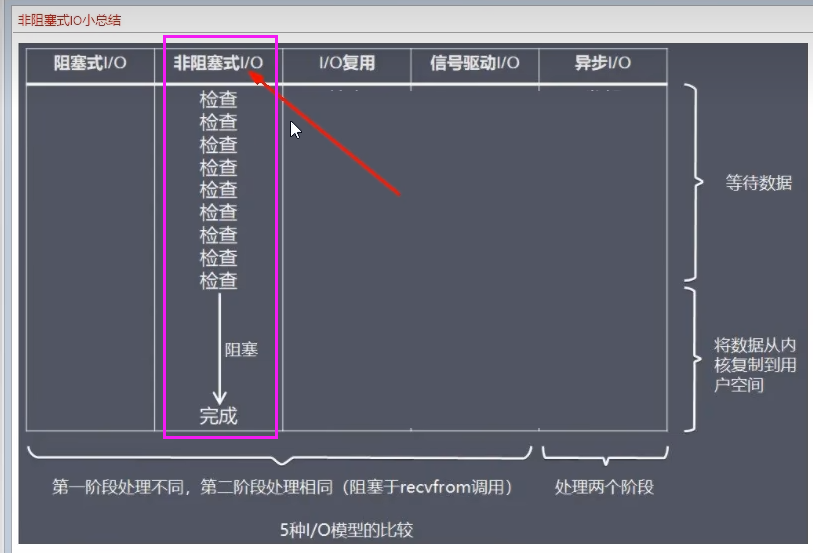 非阻塞式IO小总结
阻塞式I/O
非阻塞式I/O
I/O复用
信号驱动I/O
异步I/O
检查
检查
检查
检查
检查
检查
检查
检查
检查
阻塞
完成
等待数据
将数据从内
核复制到用
户空间
第一阶段处理不同，第二阶段处理相同（阻塞于recvfrom调用）
处理两个阶段
5种I/O模型的比较